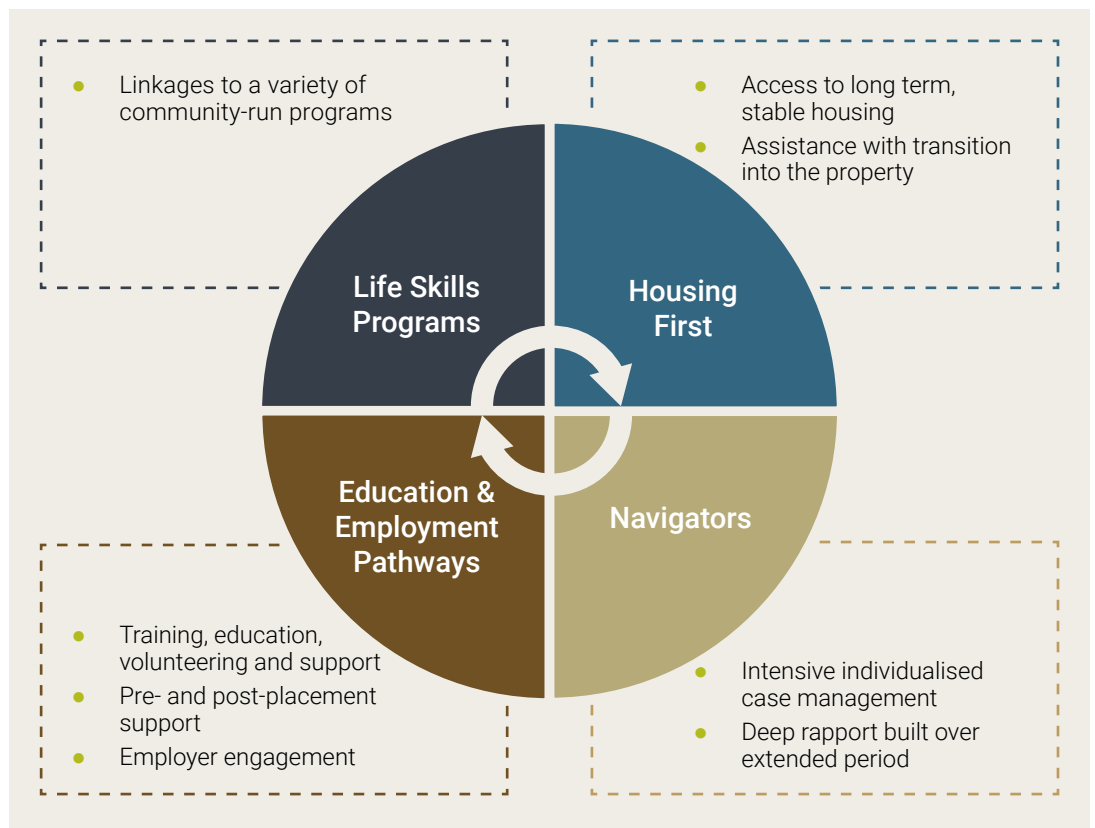 Linkages to a variety of
community-run programs
Access to long term,
stable housing
Assistance with transition
into the property
Life Skills
Programs
Housing
First
Education &
Employment
Pathways
Navigators
Training, education,
volunteering and support
Pre- and post-placement
support
Employer engagement
Intensive individualised
case management
Deep rapport built over
extended period